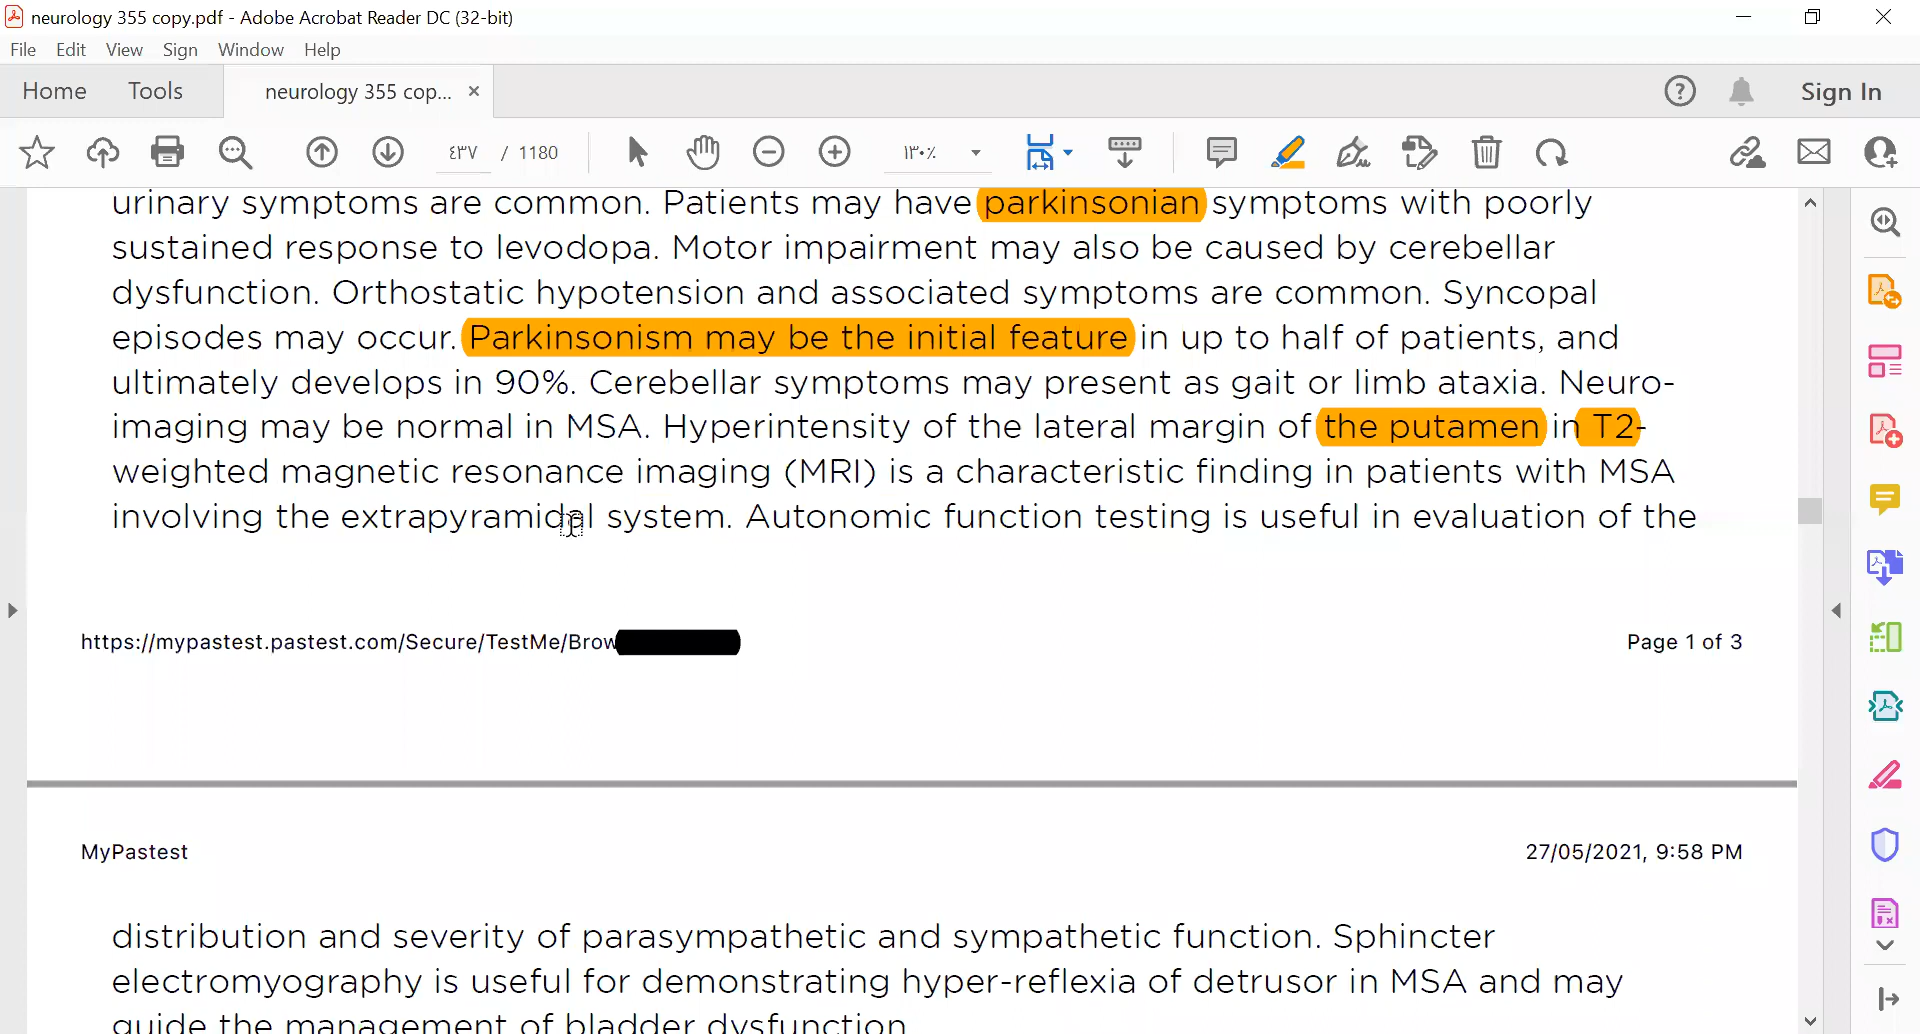 neurology 355 copy.pdf - Adobe Acrobat Reader DC (32-bit)
File Edit View Sign Window Help
Home Tools neurology 355 cop... × Sign In
٤٣٧ / 1180 ١٣٠٪
urinary symptoms are common. Patients may have parkinsonian symptoms with poorly
sustained response to levodopa. Motor impairment may also be caused by cerebellar
dysfunction. Orthostatic hypotension and associated symptoms are common. Syncopal
episodes may occur. Parkinsonism may be the initial feature in up to half of patients, and
ultimately develops in 90%. Cerebellar symptoms may present as gait or limb ataxia. Neuro-
imaging may be normal in MSA. Hyperintensity of the lateral margin of the putamen in T2-
weighted magnetic resonance imaging (MRI) is a characteristic finding in patients with MSA
involving the extrapyramidal system. Autonomic function testing is useful in evaluation of the
https://mypastest.pastest.com/Secure/TestMe/Brow
Page 1 of 3
MyPastest
27/05/2021, 9:58 PM
distribution and severity of parasympathetic and sympathetic function. Sphincter
electromyography is useful for demonstrating hyper-reflexia of detrusor in MSA and may
guide the management of bladder dysfunction